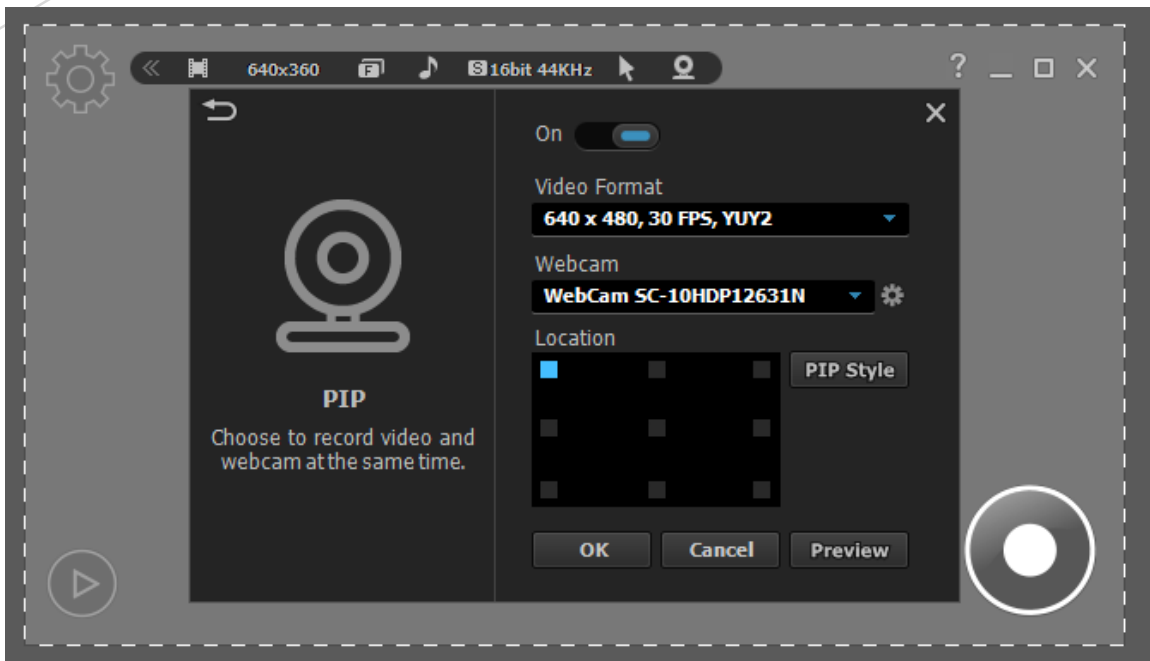 640x360 F S 16bit 44KHz ?
On
Video Format
640 x 480, 30 FPS, YUY2
Webcam
WebCam SC-10HDP12631N
Location
PIP Style
PIP
Choose to record video and
webcam at the same time.
OK Cancel Preview